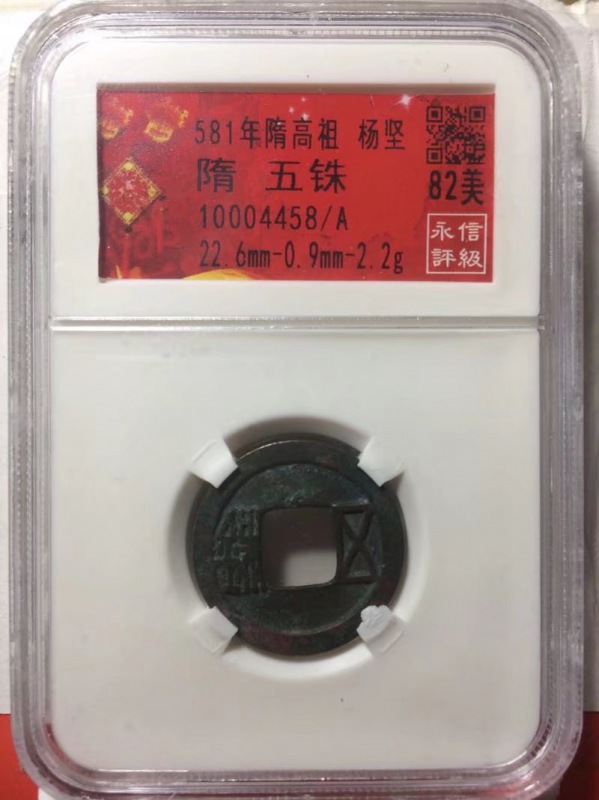 581年隋高祖 杨坚
隋 五铢
10004458/A
22.6mm-0.9mm-2.2g
82美
永信
評級
五